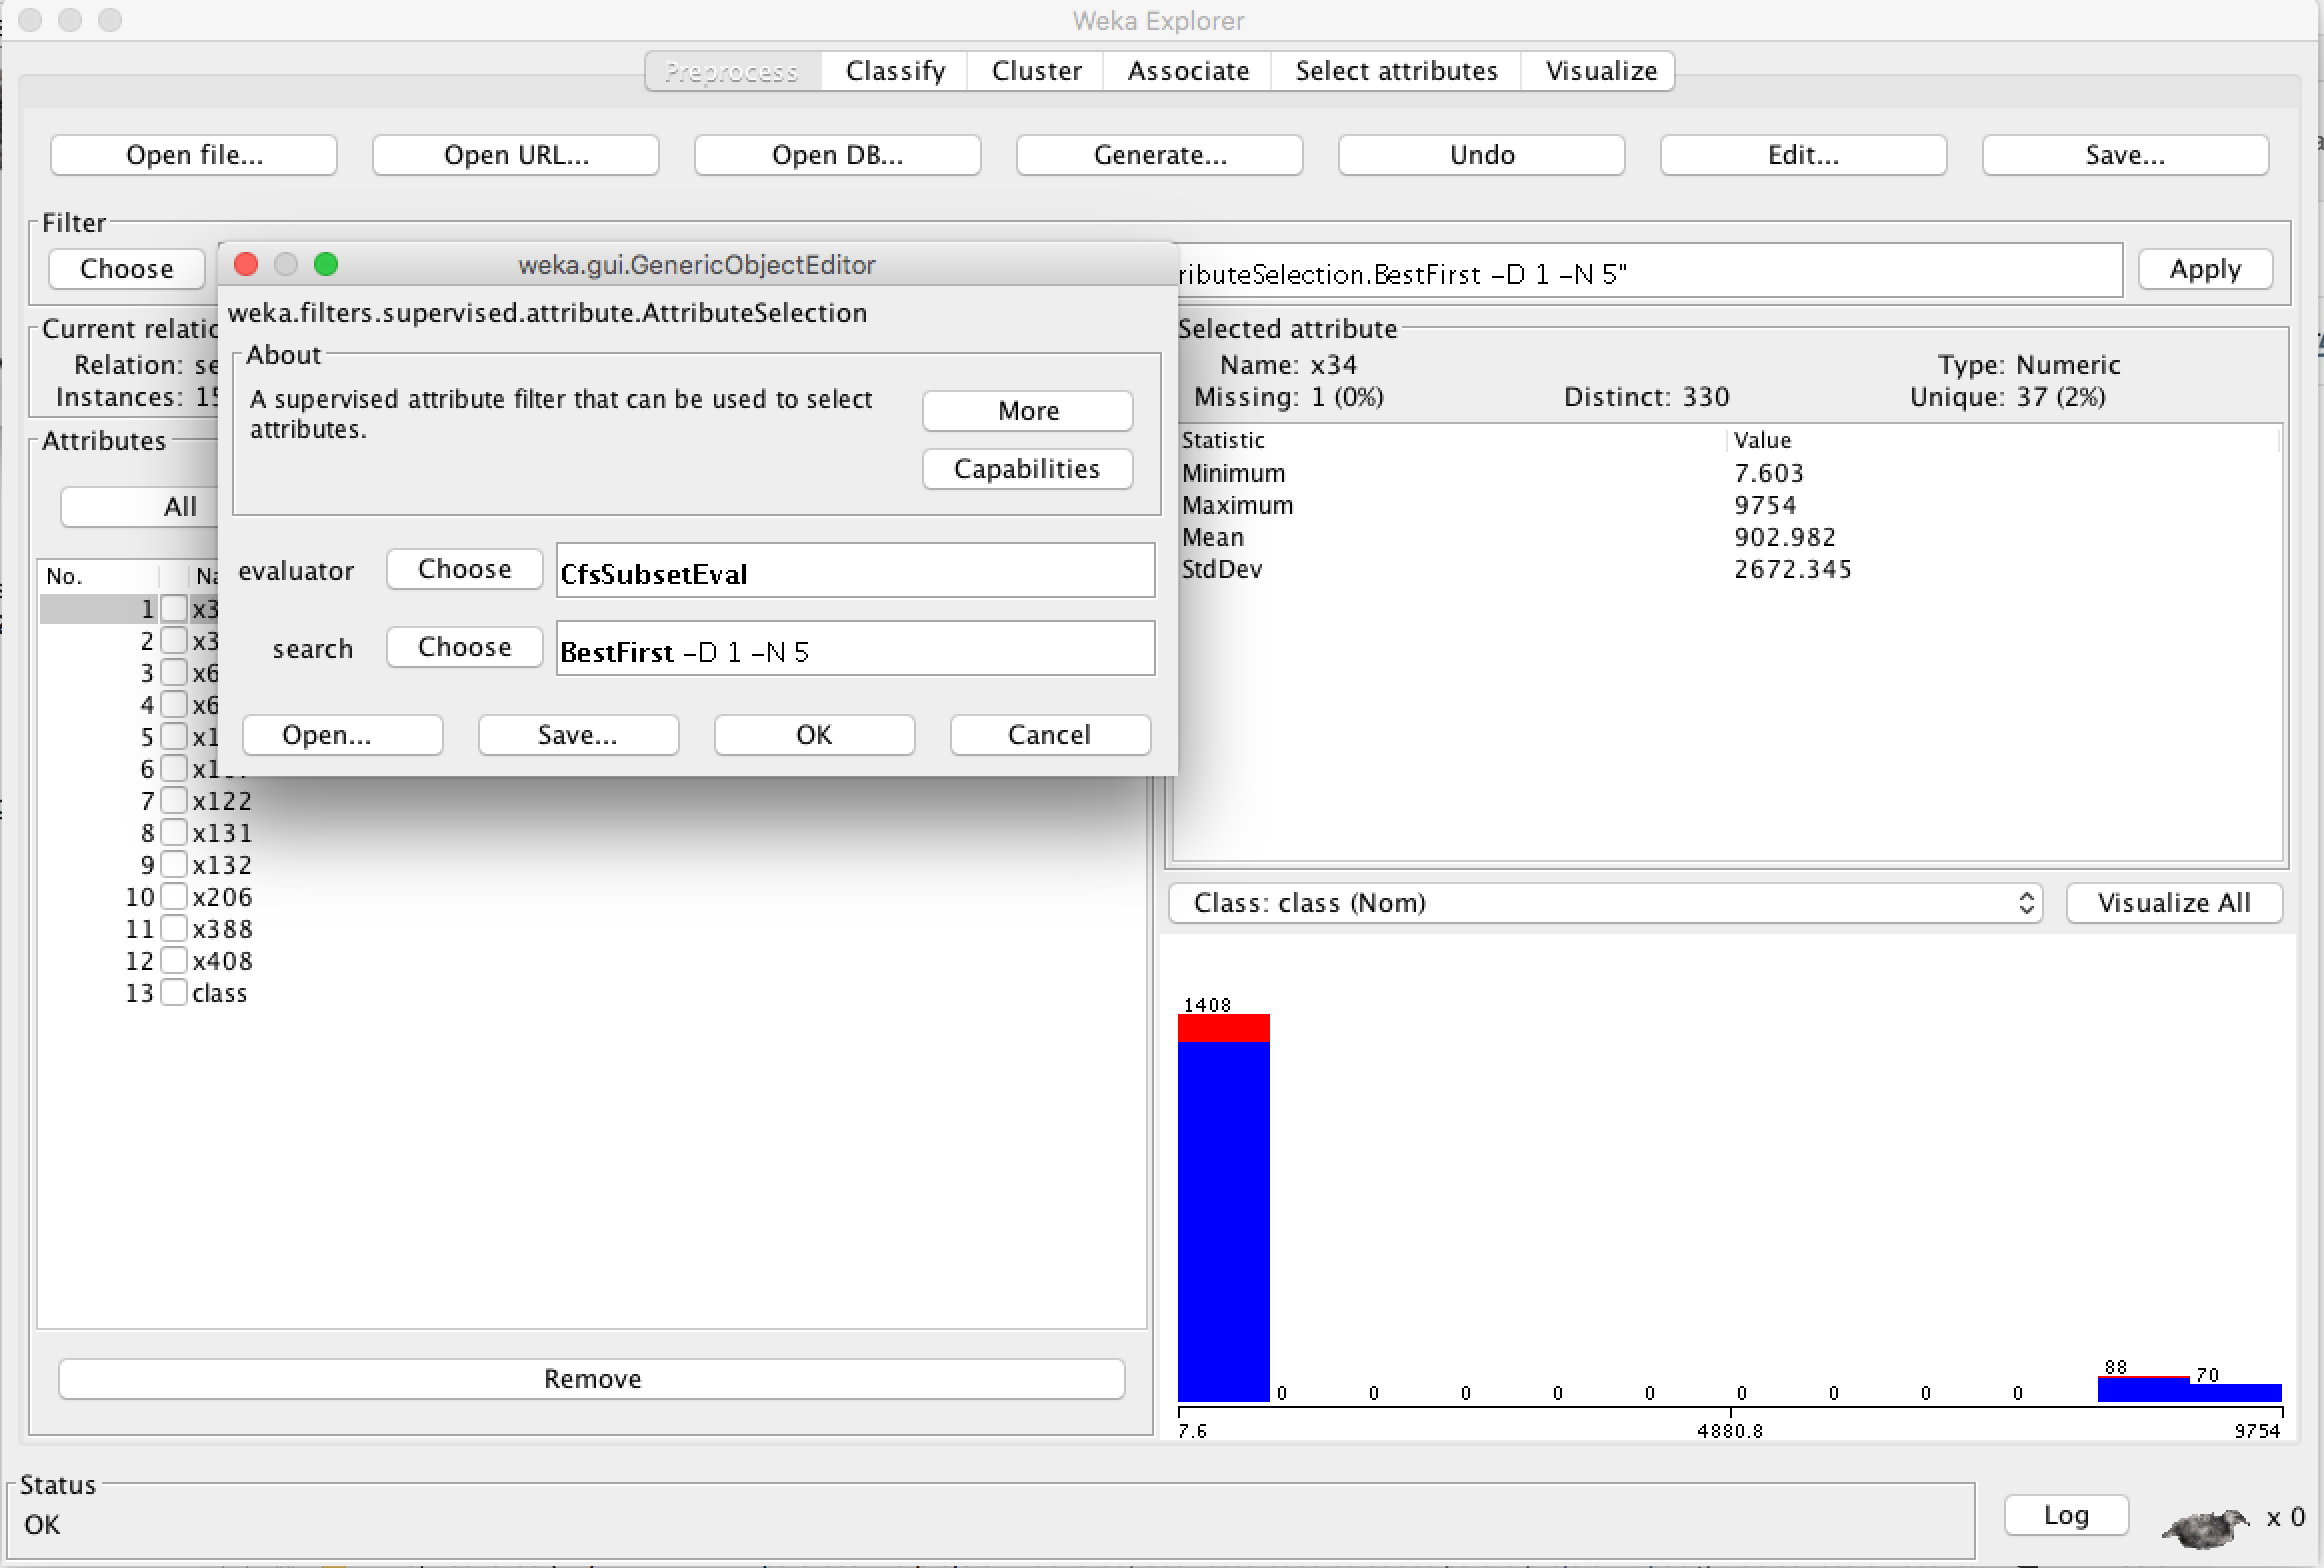 Weka Explorer
Preprocess Classify Cluster Associate Select attributes Visualize
Open file... Open URL... Open DB... Generate... Undo Edit... Save...
Filter
Choose
ributeSelection.BestFirst -D 1 -N 5"
Apply
weka.gui.GenericObjectEditor
weka.filters.supervised.attribute.AttributeSelection
About
A supervised attribute filter that can be used to select
attributes.
More
Capabilities
evaluator Choose CfsSubsetEval
search Choose BestFirst -D 1 -N 5
Open... Save... OK Cancel
Current relatio
Relation: se
Instances: 15
Attributes
All
No. Na
1 x3
2 x3
3 x6
4 x6
5 x1
6
7 x122
8 x131
9 x132
10 x206
11 x388
12 x408
13 class
Remove
Selected attribute
Name: x34 Type: Numeric
Missing: 1 (0%) Distinct: 330 Unique: 37 (2%)
Statistic Value
Minimum 7.603
Maximum 9754
Mean 902.982
StdDev 2672.345
Class: class (Nom) Visualize All
1408
0 0 0 0 0 0 0 0 0 88 70
7.6 4880.8 9754
Status
OK
Log x 0